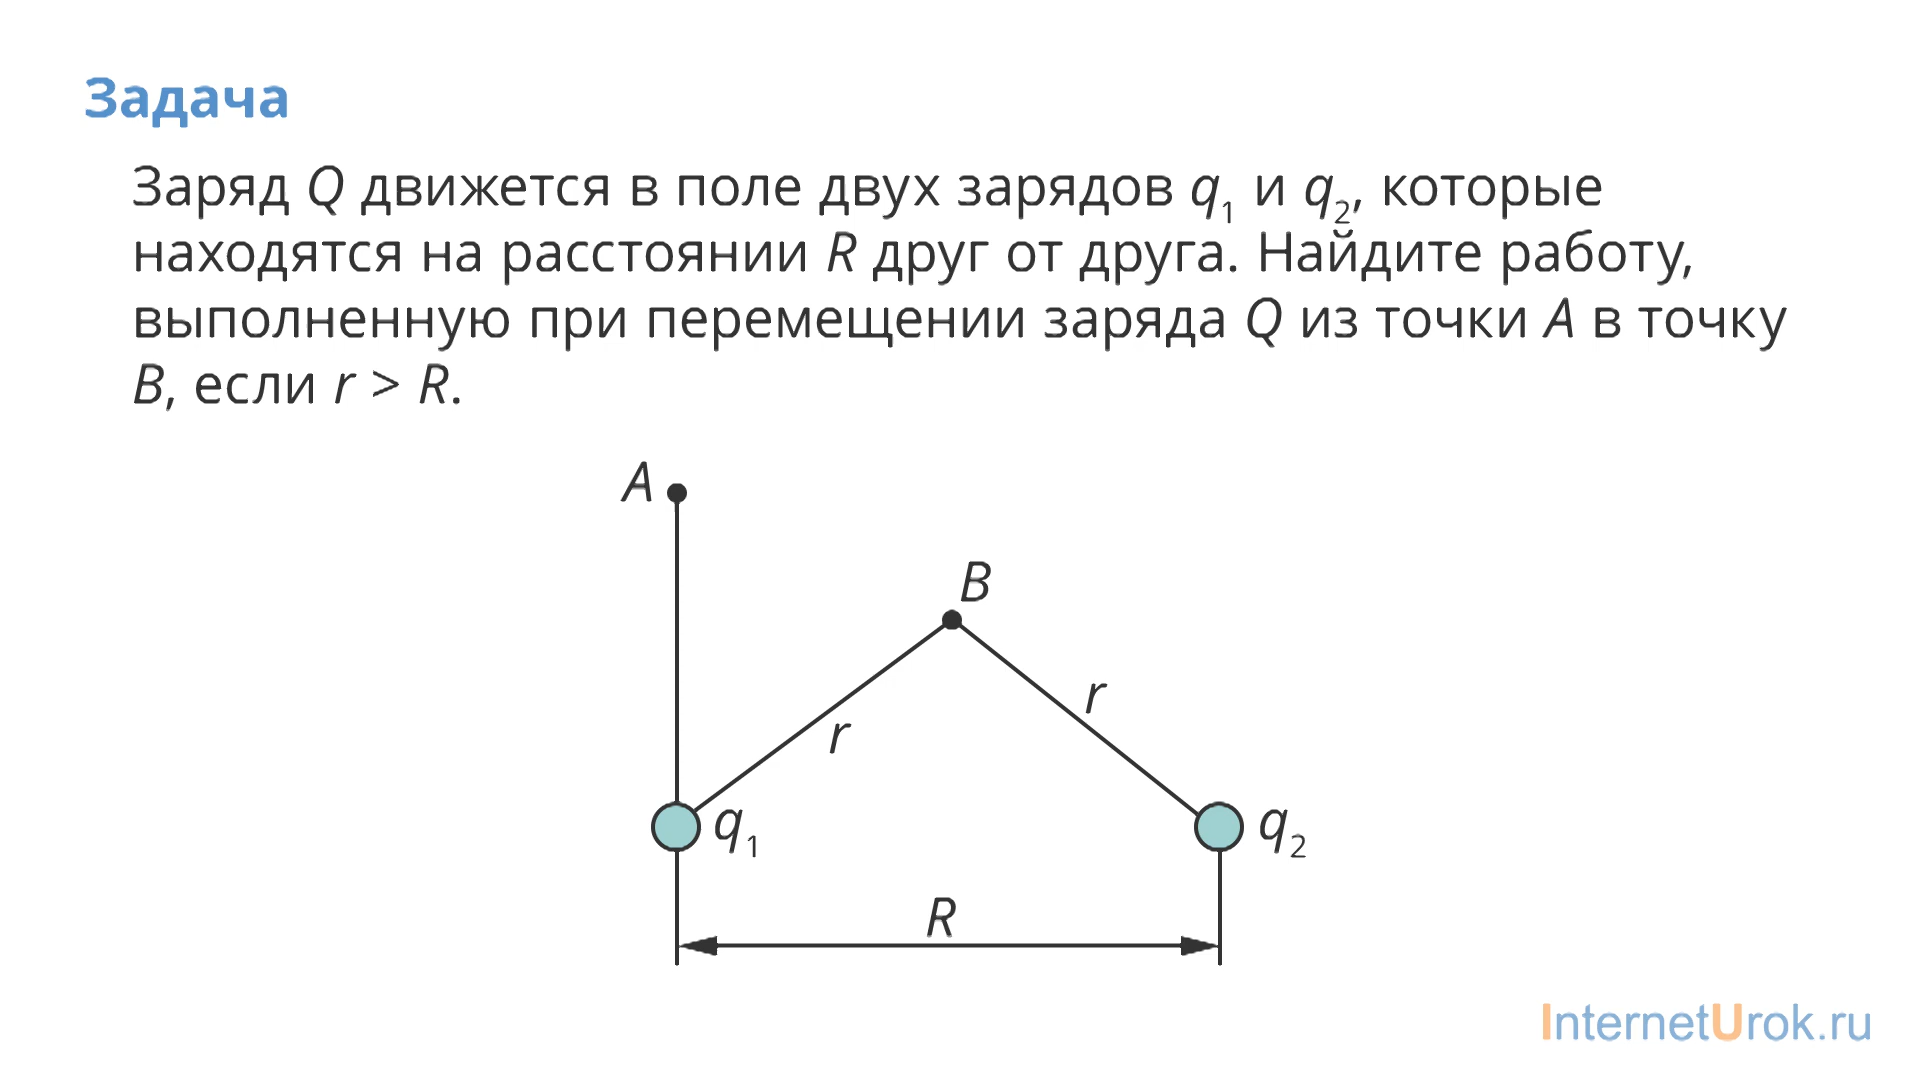 Задача
Заряд Q движется в поле двух зарядов q₁ и q₂, которые
находятся на расстоянии R друг от друга. Найдите работу,
выполненную при перемещении заряда Q из точки A в точку
B, если r > R.
A
B
r
r
q₁
q₂
R
InternetUrok.ru